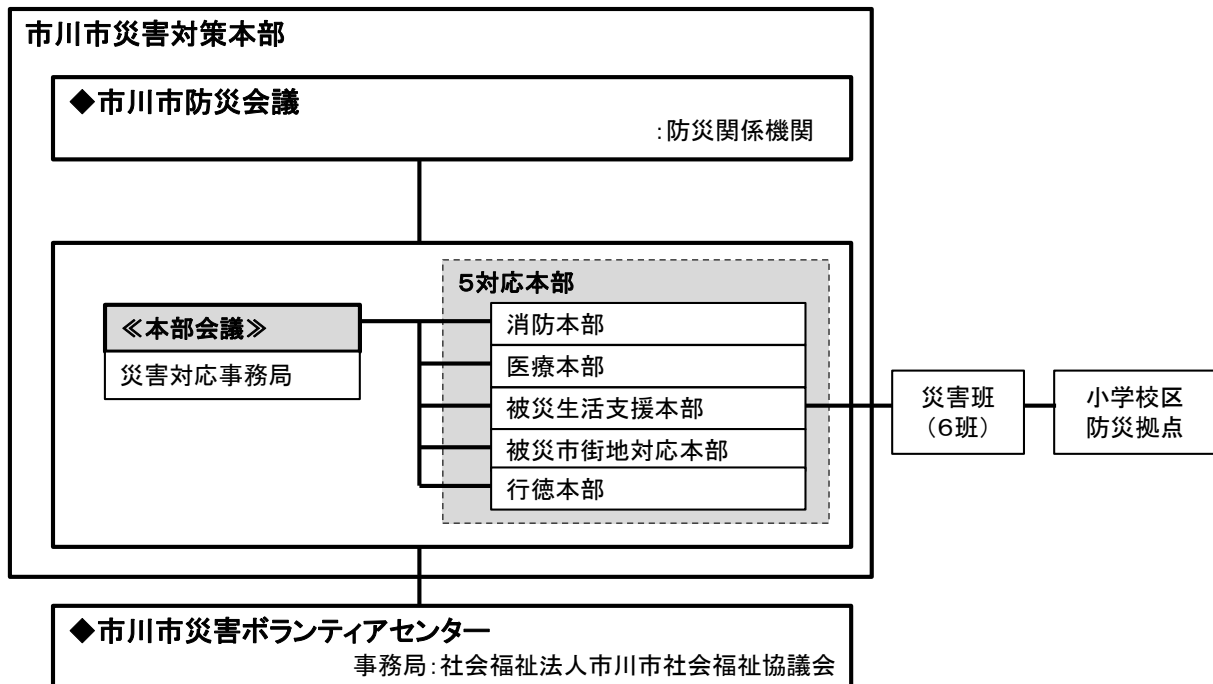 市川市災害対策本部
◆市川市防災会議
:防災関係機関
5対応本部
≪本部会議≫
災害対応事務局
消防本部
医療本部
被災生活支援本部
被災市街地対応本部
行徳本部
災害班
(6班)
小学校区
防災拠点
◆市川市災害ボランティアセンター
事務局:社会福祉法人市川市社会福祉協議会